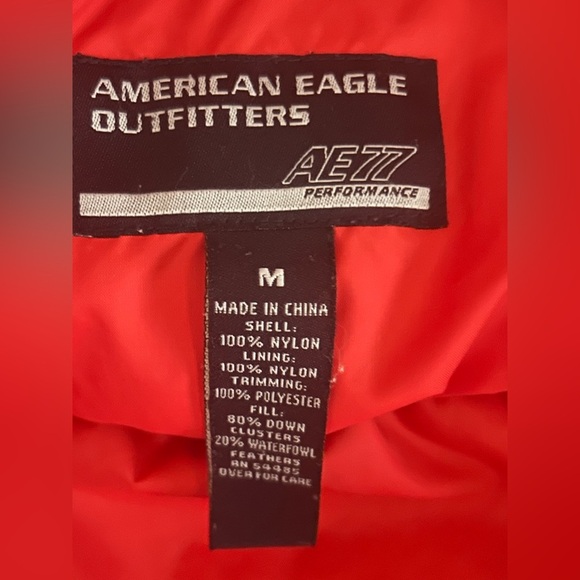 AMERICAN EAGLE
OUTFITTERS
AE77
PERFORMANCE
M
MADE IN CHINA
SHELL:
100% NYLON
LINING:
100% NYLON
TRIMMING:
100% POLYESTER
FILL:
80% DOWN
CLUSTERS
20% WATERFOWL
FEATHERS
RN 54485
OVER FOR CARE